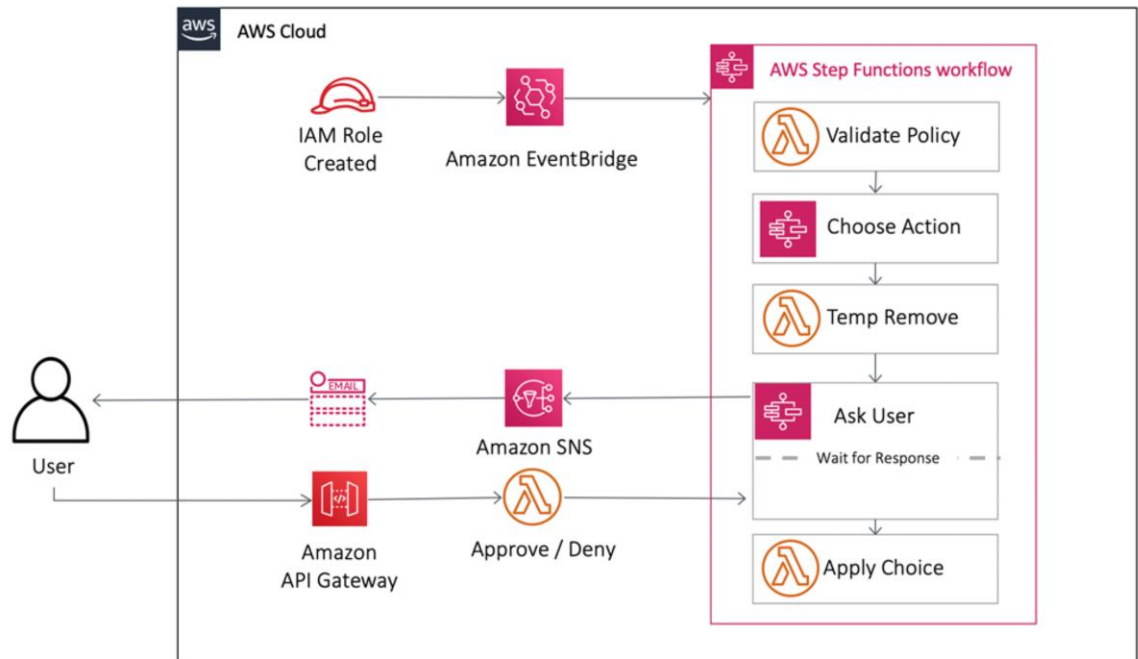 aws
AWS Cloud
AWS Step Functions workflow
IAM Role
Created
Amazon EventBridge
Validate Policy
Choose Action
Temp Remove
EMAIL
Amazon SNS
Ask User
Wait for Response
User
Amazon
API Gateway
Approve / Deny
Apply Choice